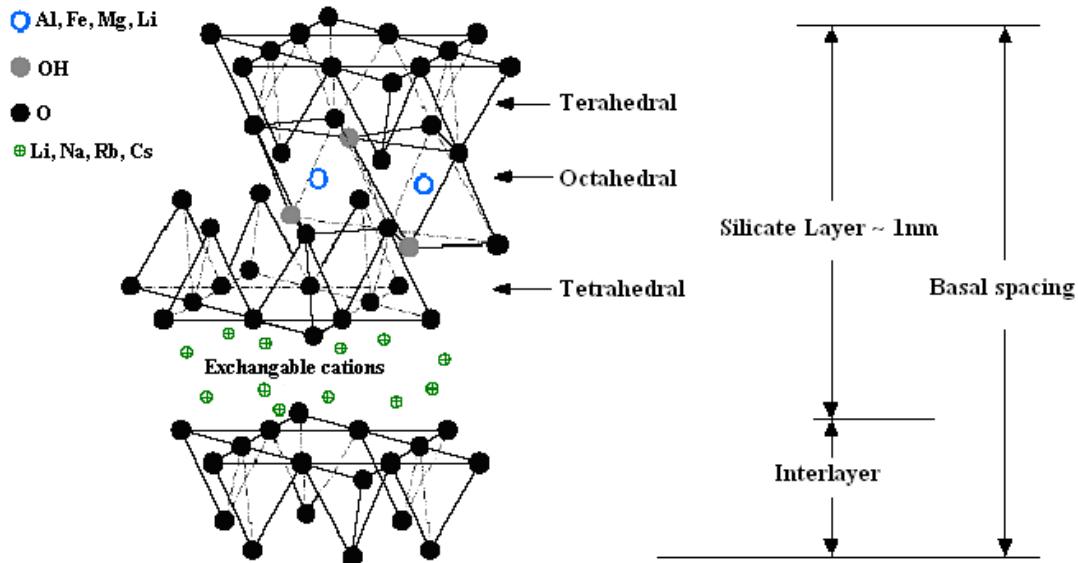 Al, Fe, Mg, Li
OH
O
Li, Na, Rb, Cs
Terahedral
Octahedral
Tetrahedral
Exchangable cations
Silicate Layer ~ 1nm
Basal spacing
Interlayer